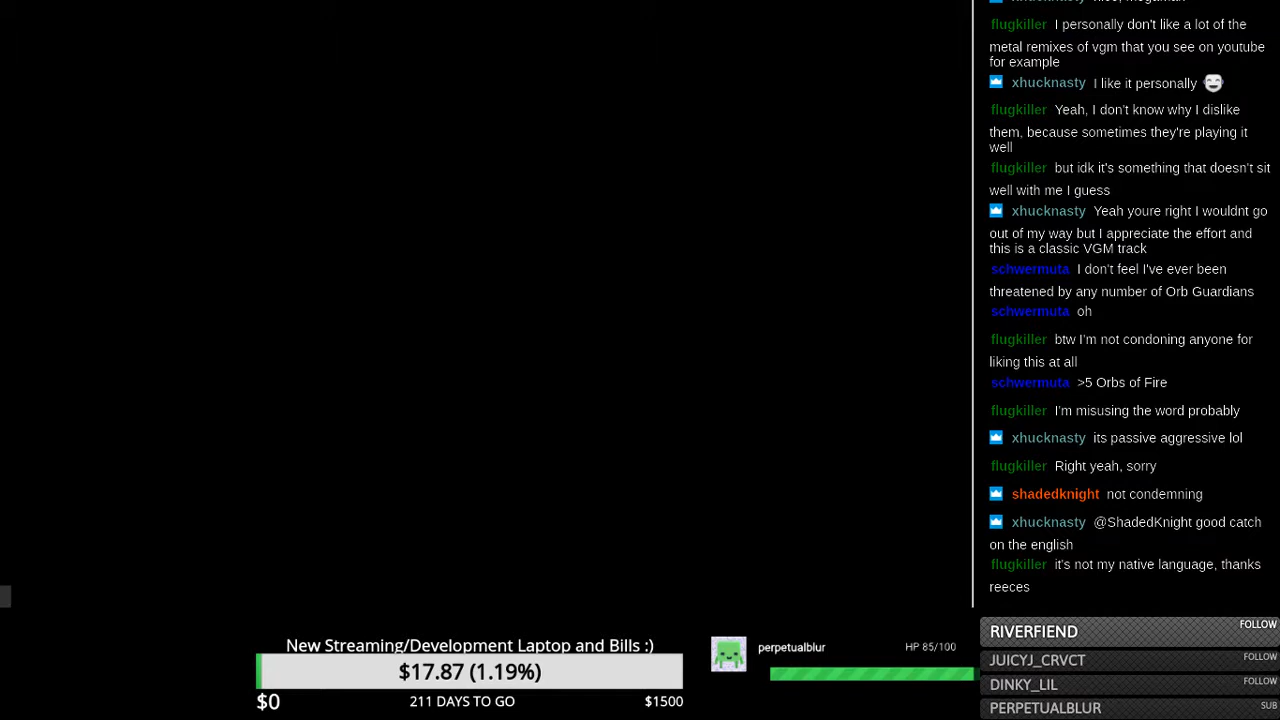 flugkiller I personally don't like a lot of the
metal remixes of vgm that you see on youtube
for example
xhucknasty I like it personally
flugkiller Yeah, I don't know why I dislike
them, because sometimes they're playing it
well
flugkiller but idk it's something that doesn't sit
well with me I guess
xhucknasty Yeah youre right I wouldnt go
out of my way but I appreciate the effort and
this is a classic VGM track
schwermuta I don't feel I've ever been
threatened by any number of Orb Guardians
schwermuta oh
flugkiller btw I'm not condoning anyone for
liking this at all
schwermuta >5 Orbs of Fire
flugkiller I'm misusing the word probably
xhucknasty its passive aggressive lol
flugkiller Right yeah, sorry
shadedknight not condemning
xhucknasty @ShadedKnight good catch
on the english
flugkiller it's not my native language, thanks
reeces
New Streaming/Development Laptop and Bills :)
$17.87 (1.19%)
$0 211 DAYS TO GO $1500
perpetualblur HP 85/100
RIVERFIEND FOLLOW
JUICYJ_CRVCT FOLLOW
DINKY_LIL FOLLOW
PERPETUALBLUR SUB